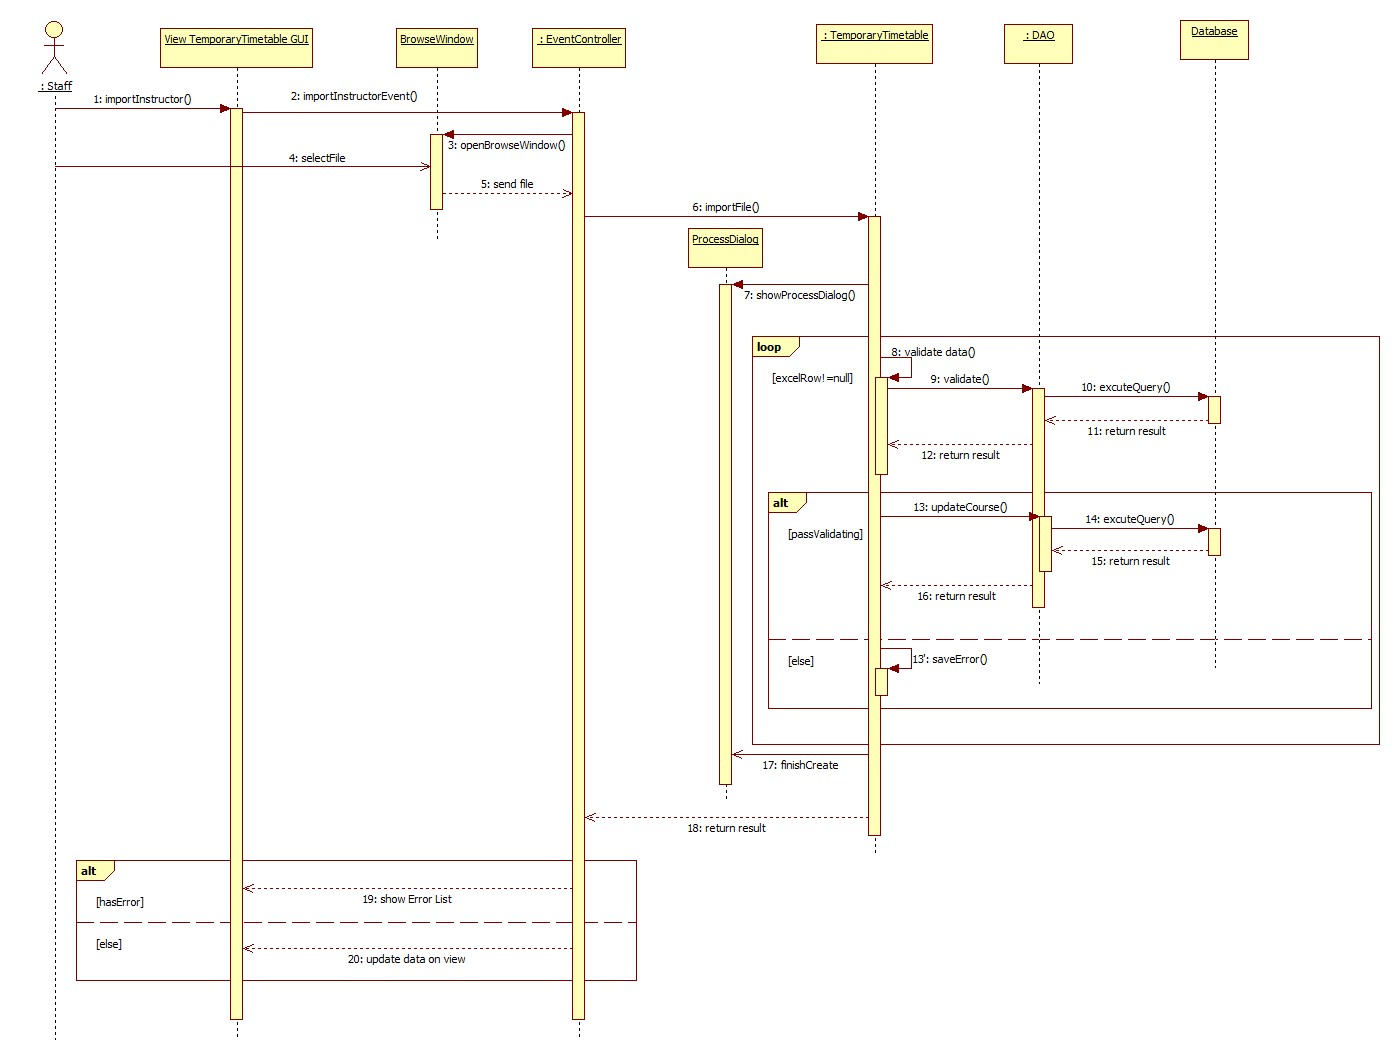 : Staff
View TemporaryTimetable GUI
BrowseWindow
: EventController
: TemporaryTimetable
: DAO
Database
1: importInstructor()
2: importInstructorEvent()
3: openBrowseWindow()
4: selectFile
5: send file
6: importFile()
ProcessDialog
7: showProcessDialog()
loop
[excelRow!=null]
8: validate data()
9: validate()
10: excuteQuery()
11: return result
12: return result
alt
[passValidating]
13: updateCourse()
14: excuteQuery()
15: return result
16: return result
[else]
13': saveError()
17: finishCreate
18: return result
alt
[hasError]
19: show Error List
[else]
20: update data on view